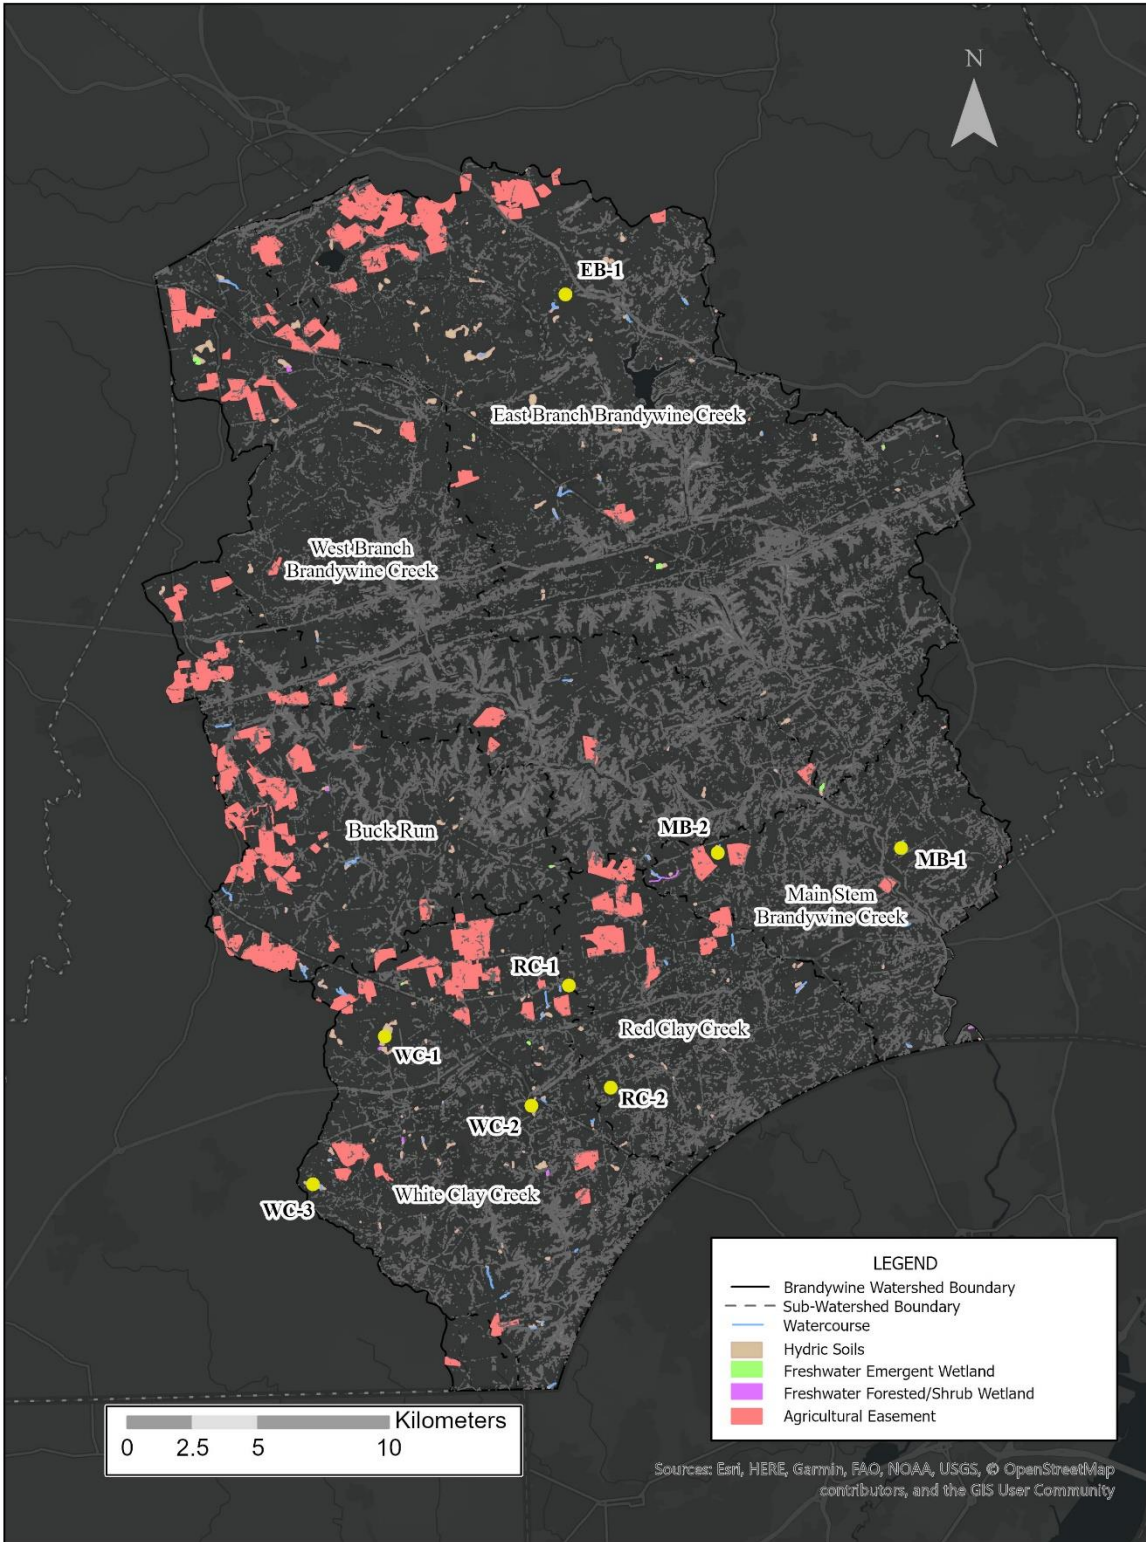 N
EB-1
East Branch Brandywine Creek
West Branch
Brandywine Creek
Buck Run
MB-2
MB-1
Main Stem
Brandywine Creek
RC-1
Red Clay Creek
WC-1
RC-2
WC-2
White Clay Creek
WC-3
LEGEND
Brandywine Watershed Boundary
Sub-Watershed Boundary
Watercourse
Hydric Soils
Freshwater Emergent Wetland
Freshwater Forested/Shrub Wetland
Agricultural Easement
Kilometers
0 2.5 5 10
Sources: Esri, HERE, Garmin, FAO, NOAA, USGS, © OpenStreetMap
contributors, and the GIS User Community